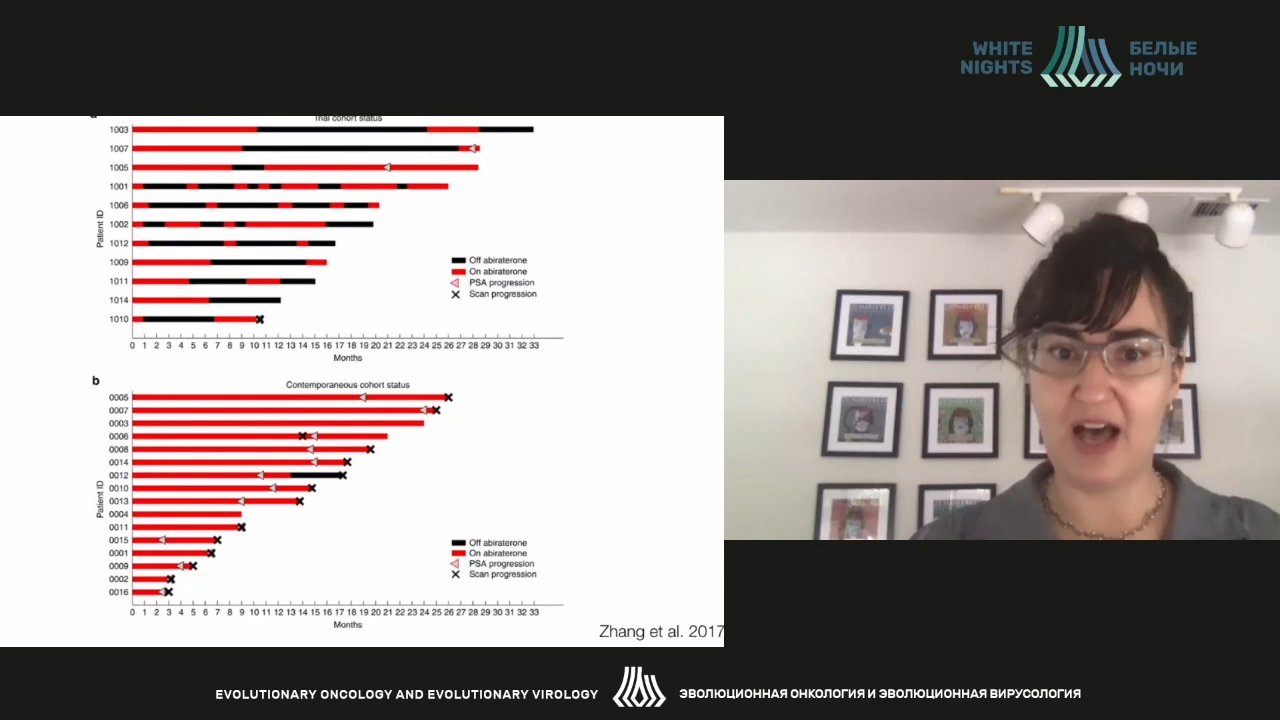 WHITE
NIGHTS
БЕЛЫЕ
НОЧИ
Trial cohort status
Patient ID
1003
1007
1005
1001
1006
1002
1012
1009
1011
1014
1010
Off abiraterone
On abiraterone
PSA progression
Scan progression
0 1 2 3 4 5 6 7 8 9 10 11 12 13 14 15 16 17 18 19 20 21 22 23 24 25 26 27 28 29 30 31 32 33
Months
b
Contemporaneous cohort status
Patient ID
0005
0007
0003
0006
0008
0014
0012
0010
0013
0004
0011
0015
0001
0009
0002
0016
Off abiraterone
On abiraterone
PSA progression
Scan progression
0 1 2 3 4 5 6 7 8 9 10 11 12 13 14 15 16 17 18 19 20 21 22 23 24 25 26 27 28 29 30 31 32 33
Months
Zhang et al. 2017
EVOLUTIONARY ONCOLOGY AND EVOLUTIONARY VIROLOGY
ЭВОЛЮЦИОННАЯ ОНКОЛОГИЯ И ЭВОЛЮЦИОННАЯ ВИРУСОЛОГИЯ